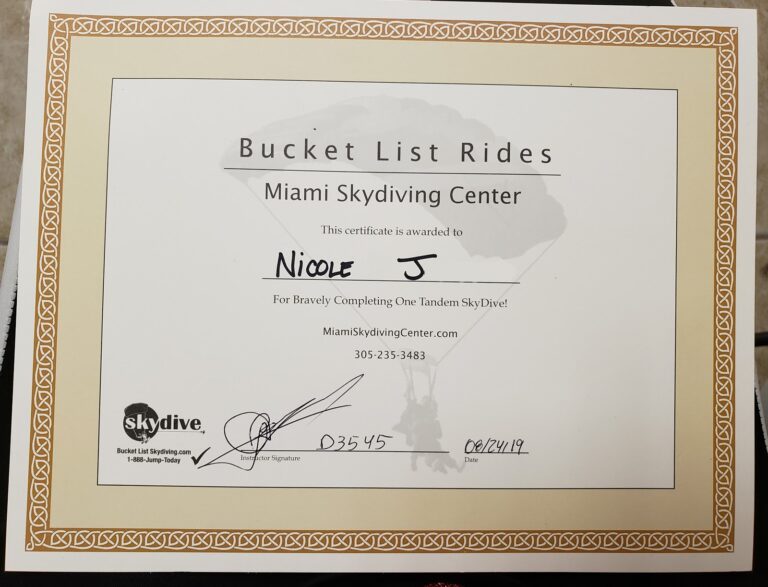 Bucket List Rides
Miami Skydiving Center
This certificate is awarded to
Nicole J
For Bravely Completing One Tandem SkyDive!
MiamiSkydivingCenter.com
305-235-3483
skydive
Bucket List Skydiving.com
1-888-Jump-Today
D3545
08/24/19
Instructor Signature
Date